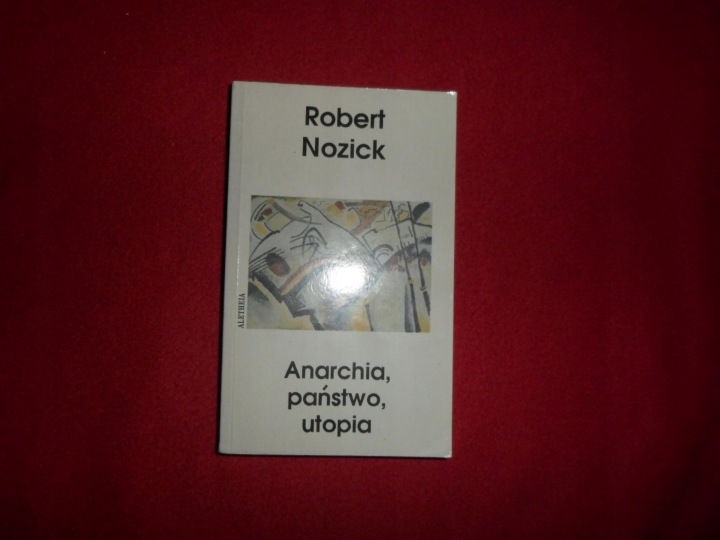 Robert
Nozick
ALETHEIA
Anarchia,
państwo,
utopia